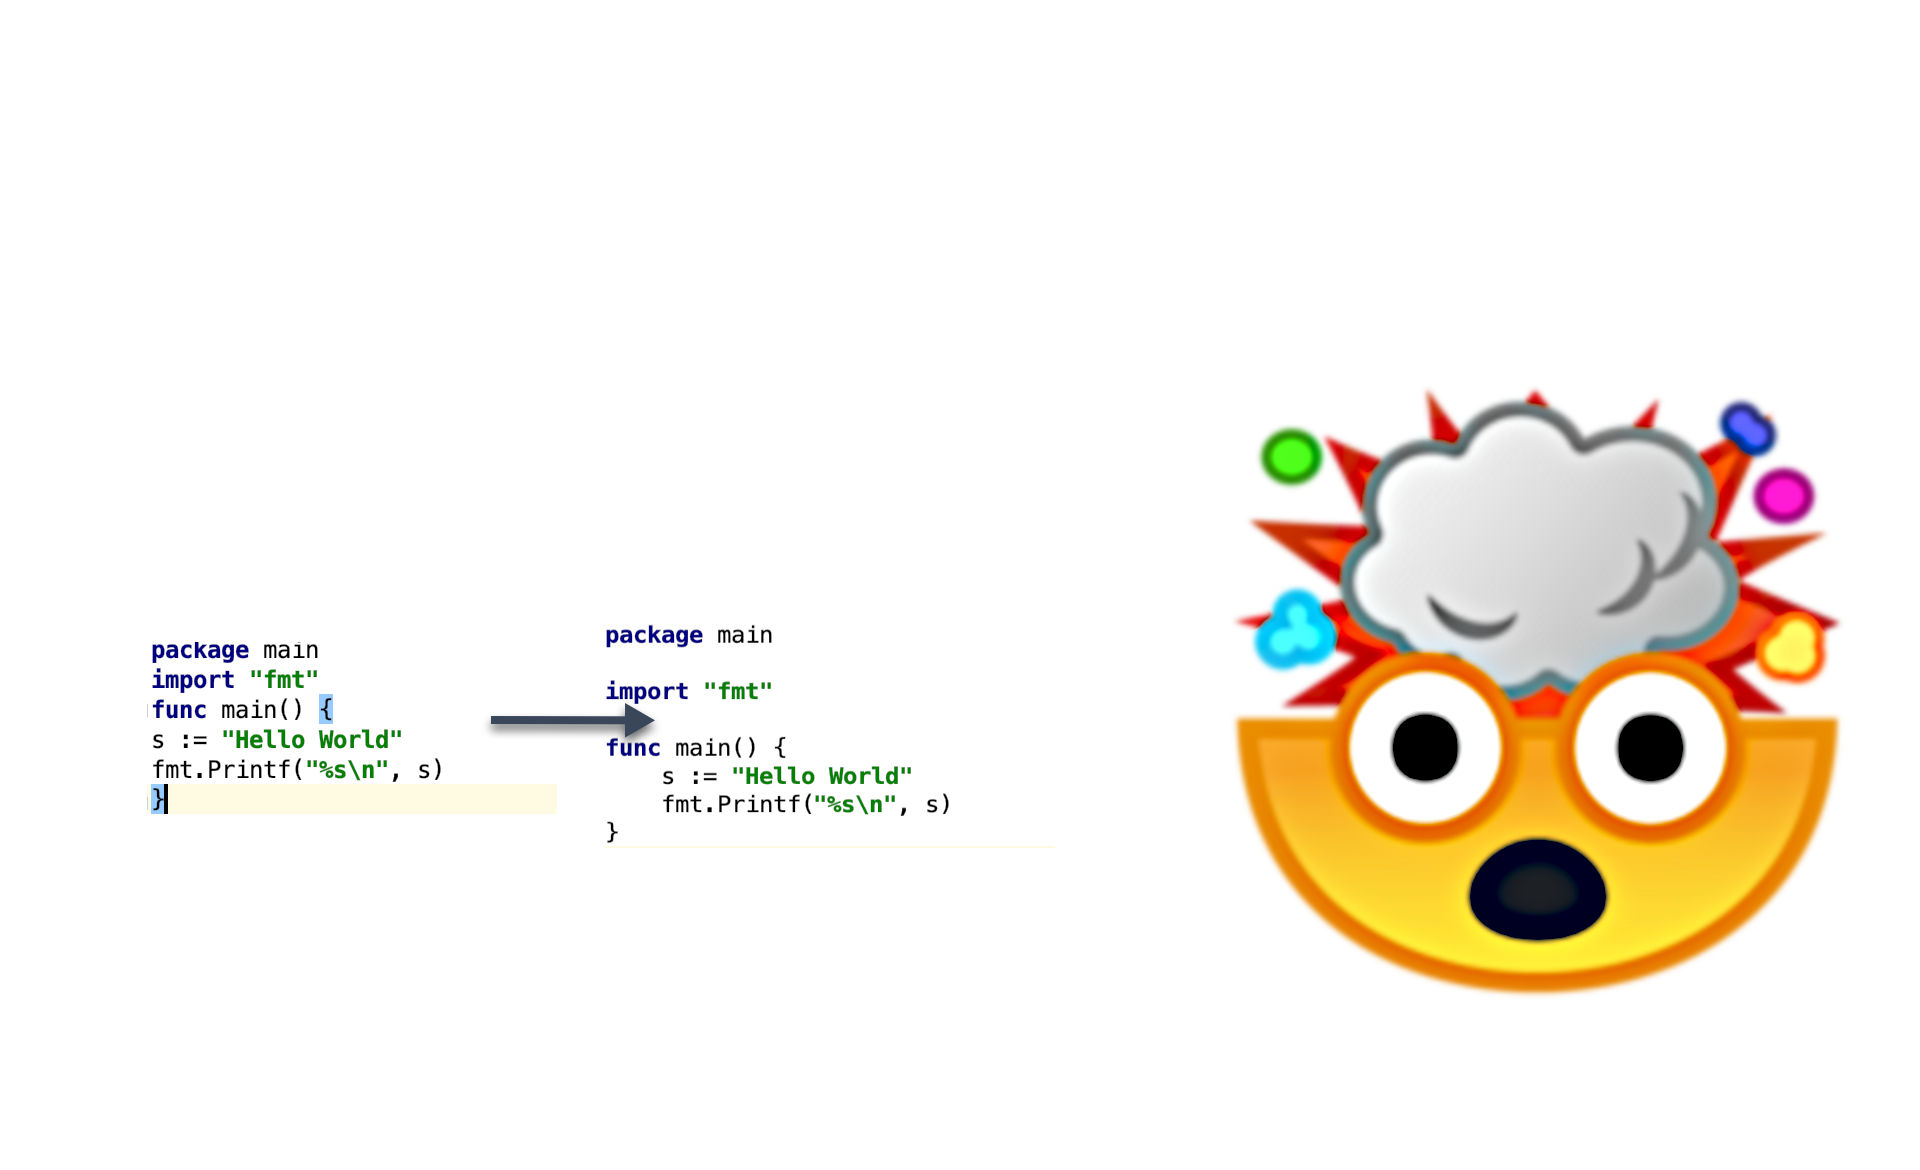 package main
import "fmt"
func main() {
s := "Hello World"
fmt.Printf("%s\n", s)
}
package main
import "fmt"
func main() {
    s := "Hello World"
    fmt.Printf("%s\n", s)
}